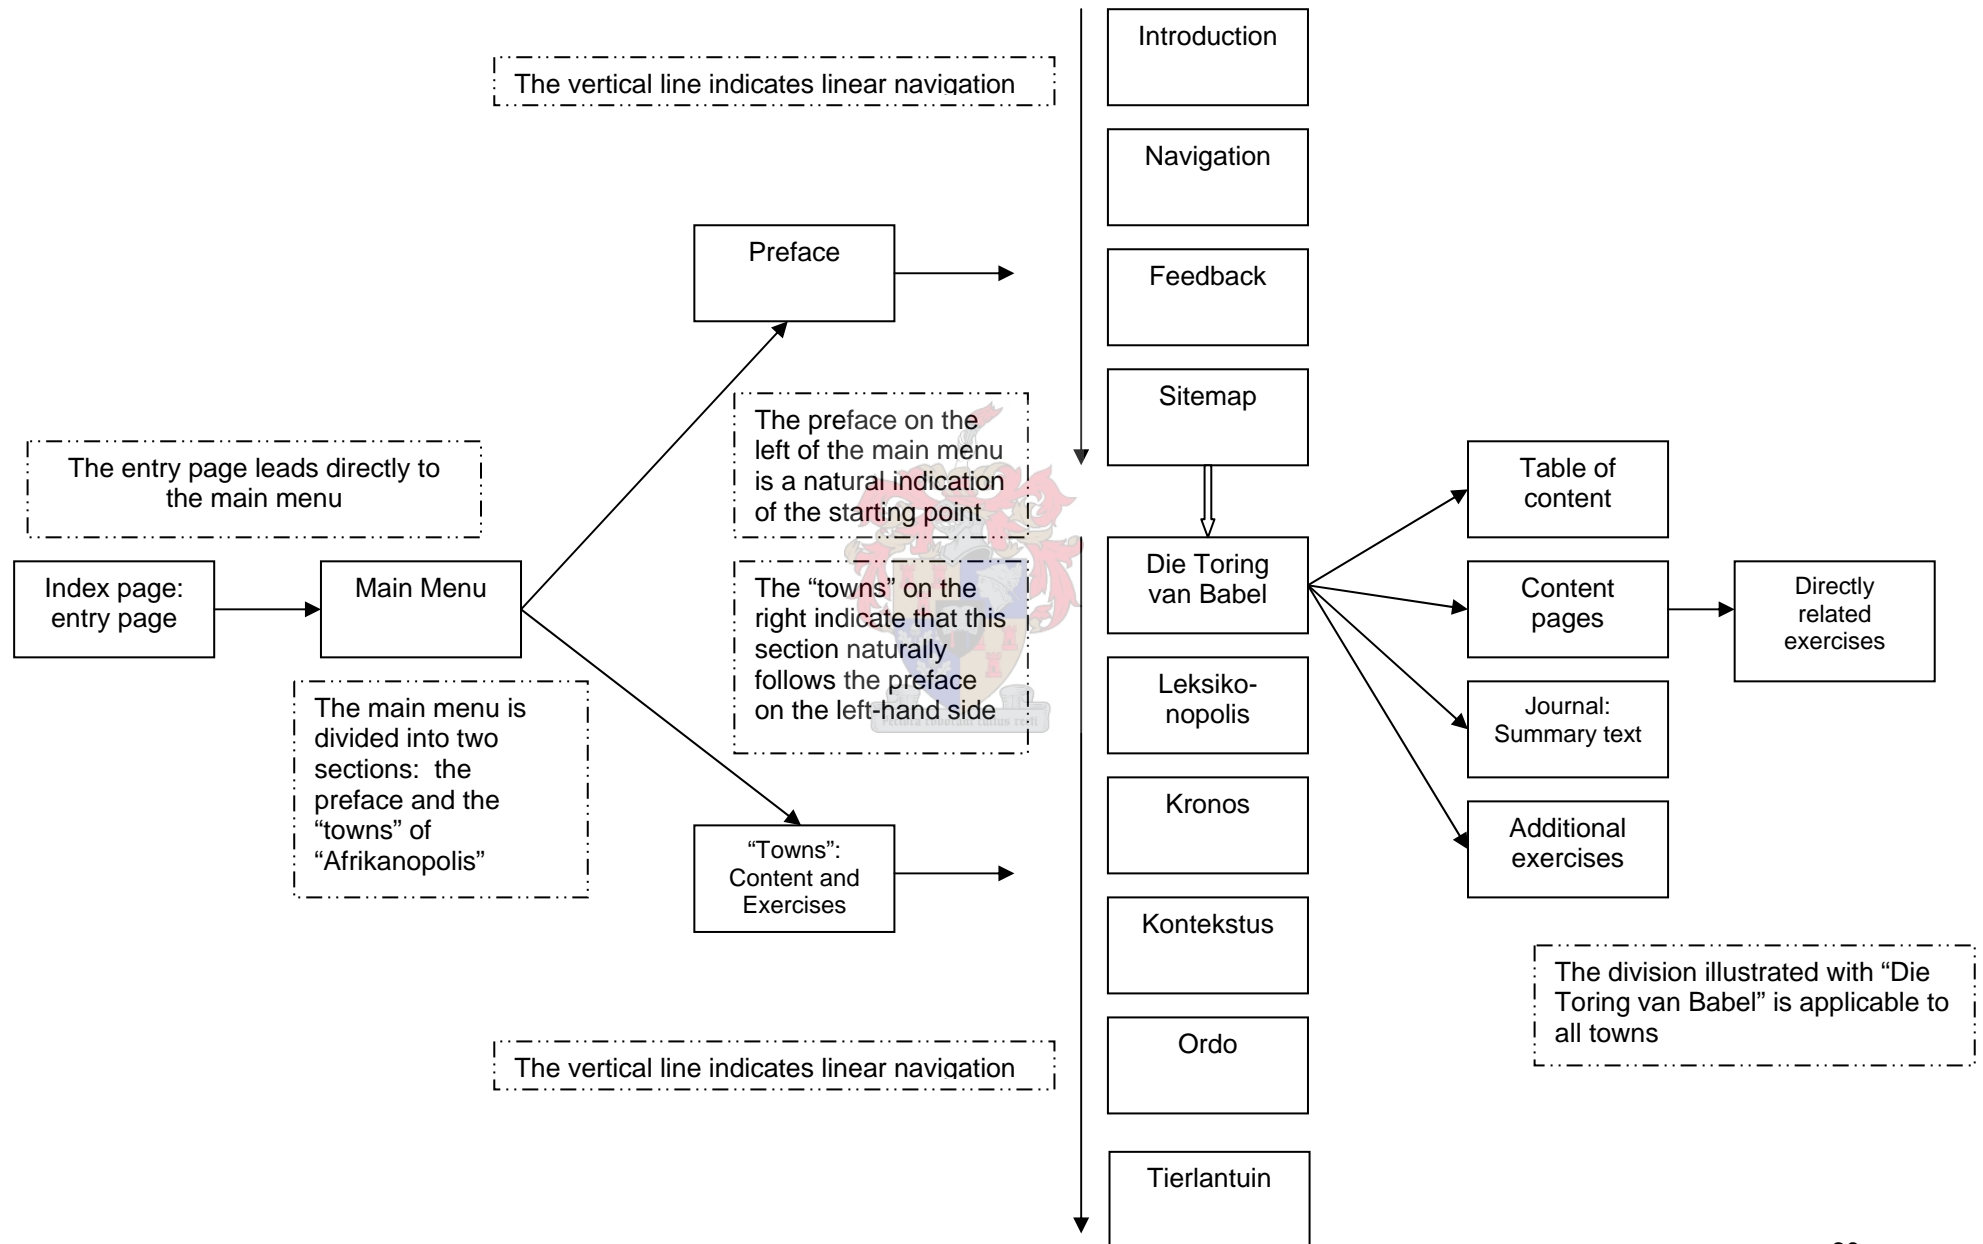 Introduction
The vertical line indicates linear navigation
Navigation
Preface
Feedback
Sitemap
The preface on the
left of the main menu
is a natural indication
of the starting point
The entry page leads directly to
the main menu
Table of
content
Index page:
entry page
Main Menu
The “towns” on the
right indicate that this
section naturally
follows the preface
on the left-hand side
Die Toring
van Babel
Content
pages
Directly
related
exercises
The main menu is
divided into two
sections:  the
preface and the
“towns” of
“Afrikanopolis”
Leksiko-
nopolis
Journal:
Summary text
Kronos
“Towns”:
Content and
Exercises
Additional
exercises
Kontekstus
The division illustrated with “Die
Toring van Babel” is applicable to
all towns
Ordo
The vertical line indicates linear navigation
Tierlantuin